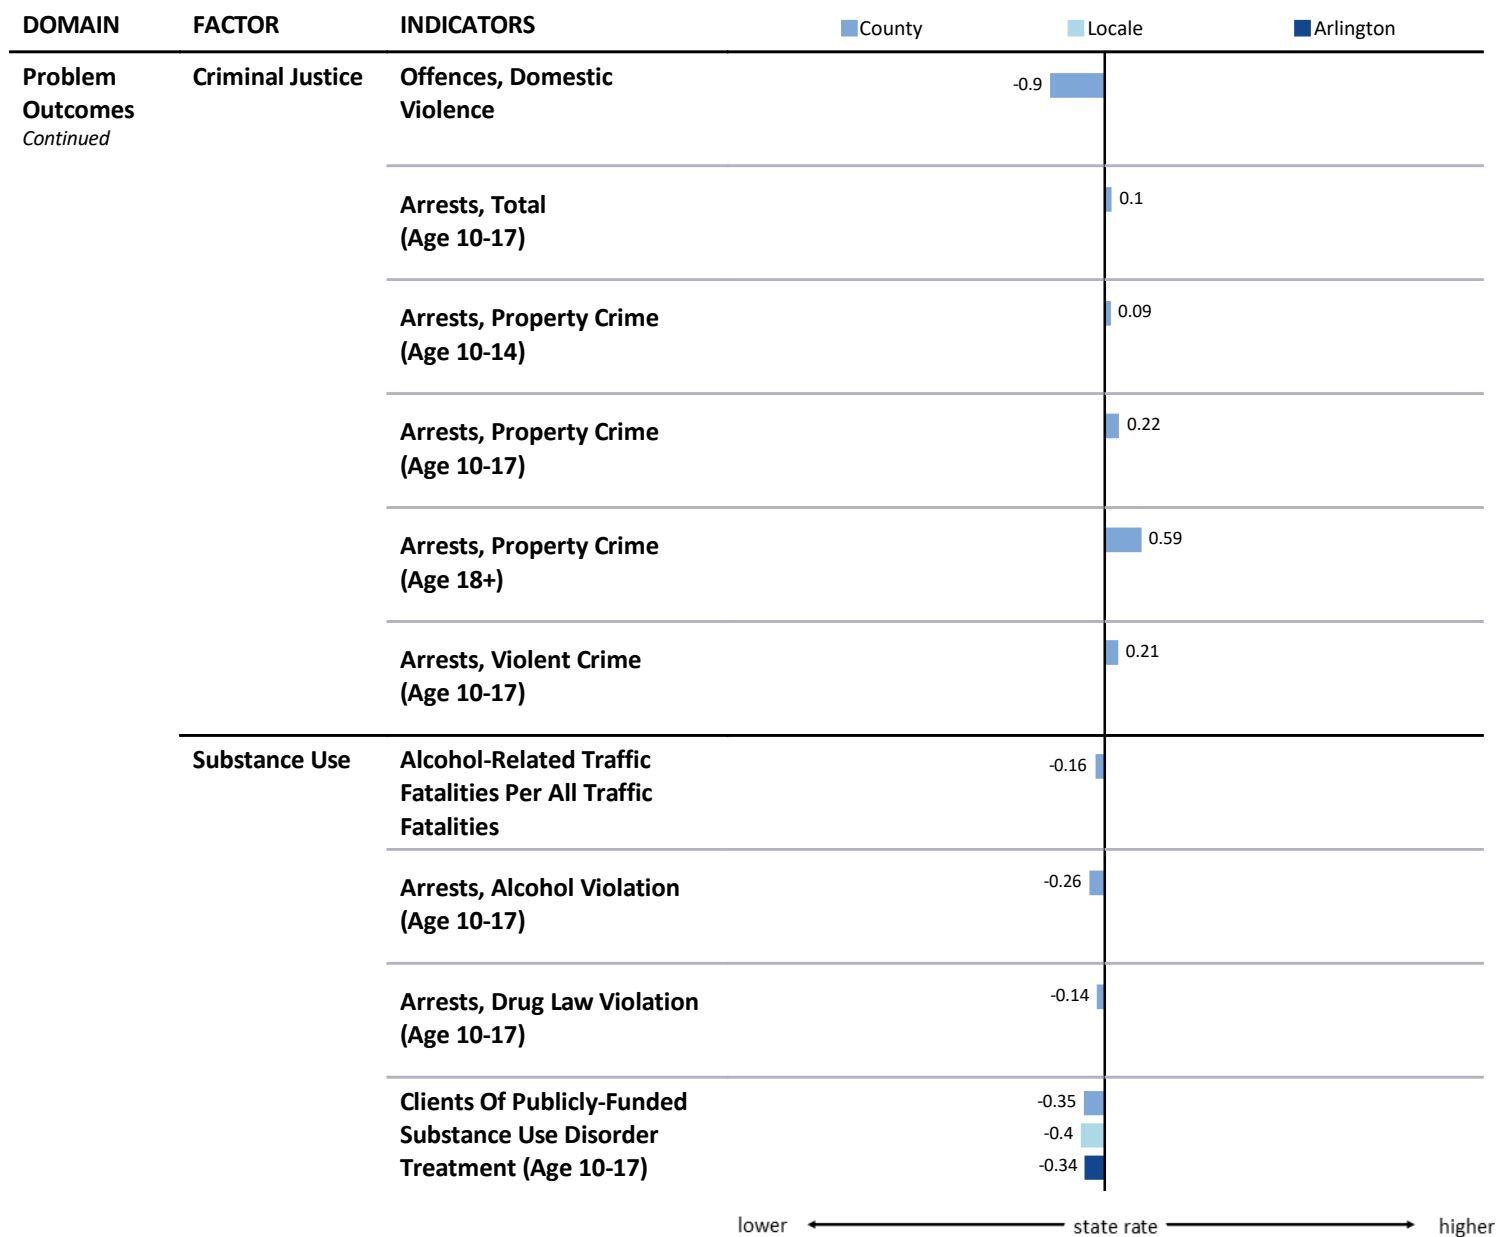 DOMAIN FACTOR INDICATORS County Locale Arlington
Problem Outcomes Continued
Criminal Justice
Offences, Domestic
Violence
-0.9
Arrests, Total
(Age 10-17)
0.1
Arrests, Property Crime
(Age 10-14)
0.09
Arrests, Property Crime
(Age 10-17)
0.22
Arrests, Property Crime
(Age 18+)
0.59
Arrests, Violent Crime
(Age 10-17)
0.21
Substance Use
Alcohol-Related Traffic
Fatalities Per All Traffic
Fatalities
-0.16
Arrests, Alcohol Violation
(Age 10-17)
-0.26
Arrests, Drug Law Violation
(Age 10-17)
-0.14
Clients Of Publicly-Funded
Substance Use Disorder
Treatment (Age 10-17)
-0.35
-0.4
-0.34
lower state rate higher